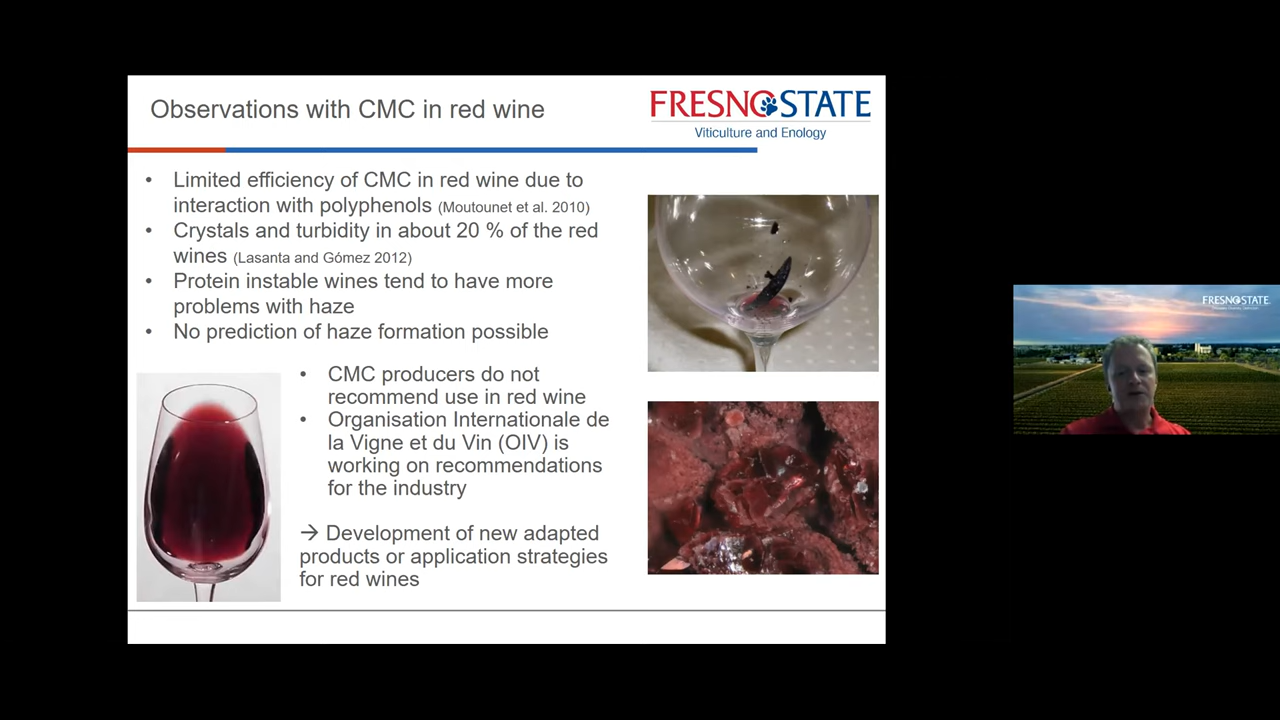 Observations with CMC in red wine
FRESNO STATE
Viticulture and Enology
• Limited efficiency of CMC in red wine due to
interaction with polyphenols (Moutounet et al. 2010)
• Crystals and turbidity in about 20 % of the red
wines (Lasanta and Gómez 2012)
• Protein instable wines tend to have more
problems with haze
• No prediction of haze formation possible
• CMC producers do not
recommend use in red wine
• Organisation Internationale de
la Vigne et du Vin (OIV) is
working on recommendations
for the industry
→ Development of new adapted
products or application strategies
for red wines
FRESNO STATE